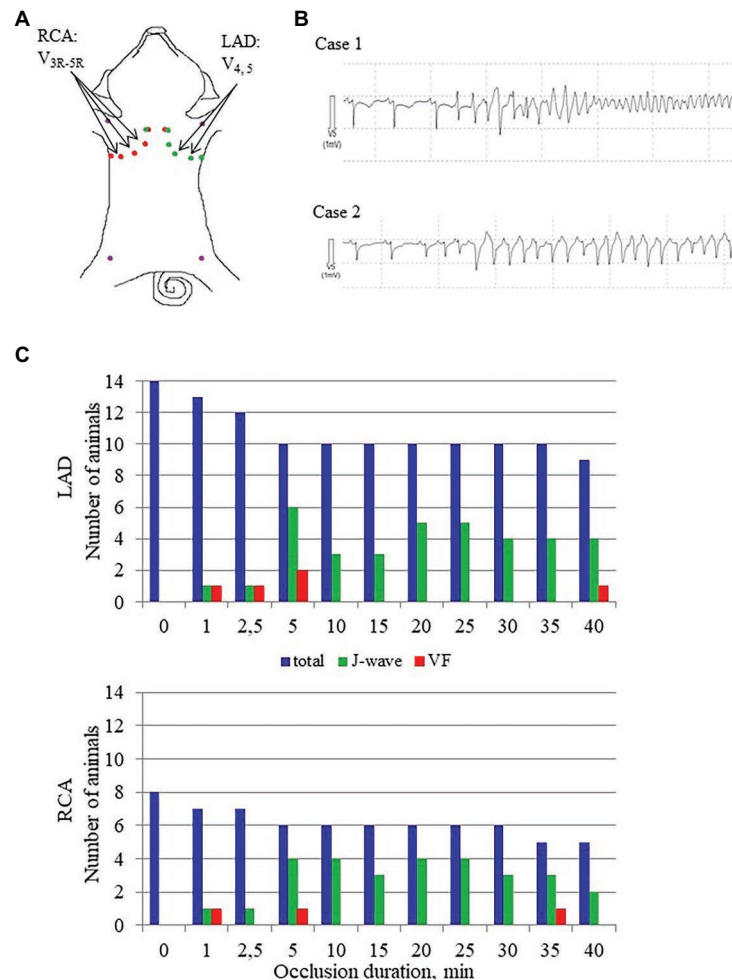 A
RCA:
V3R-5R
LAD:
V4, 5
B
Case 1
V5
(1mV)
Case 2
V5
(1mV)
C
LAD
Number of animals
14
12
10
8
6
4
2
0
0 1 2,5 5 10 15 20 25 30 35 40
total J-wave VF
RCA
Number of animals
14
12
10
8
6
4
2
0
0 1 2,5 5 10 15 20 25 30 35 40
Occlusion duration, min